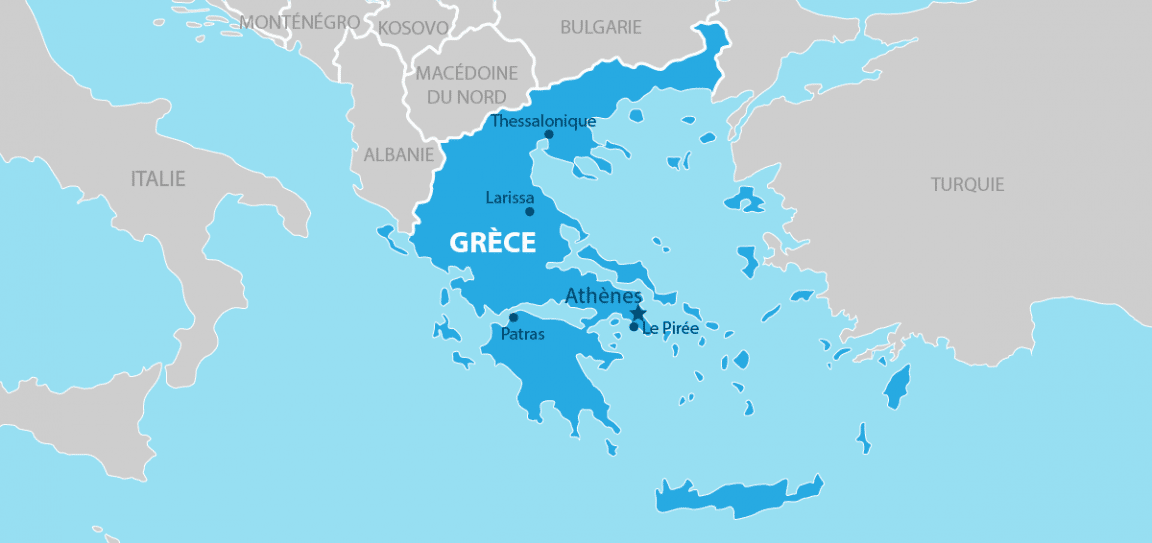 MONTÉNÉGRO
KOSOVO
BULGARIE
MACÉDOINE
DU NORD
Thessalonique
ALBANIE
ITALIE
TURQUIE
Larissa
GRÈCE
Athènes
Le Pirée
Patras